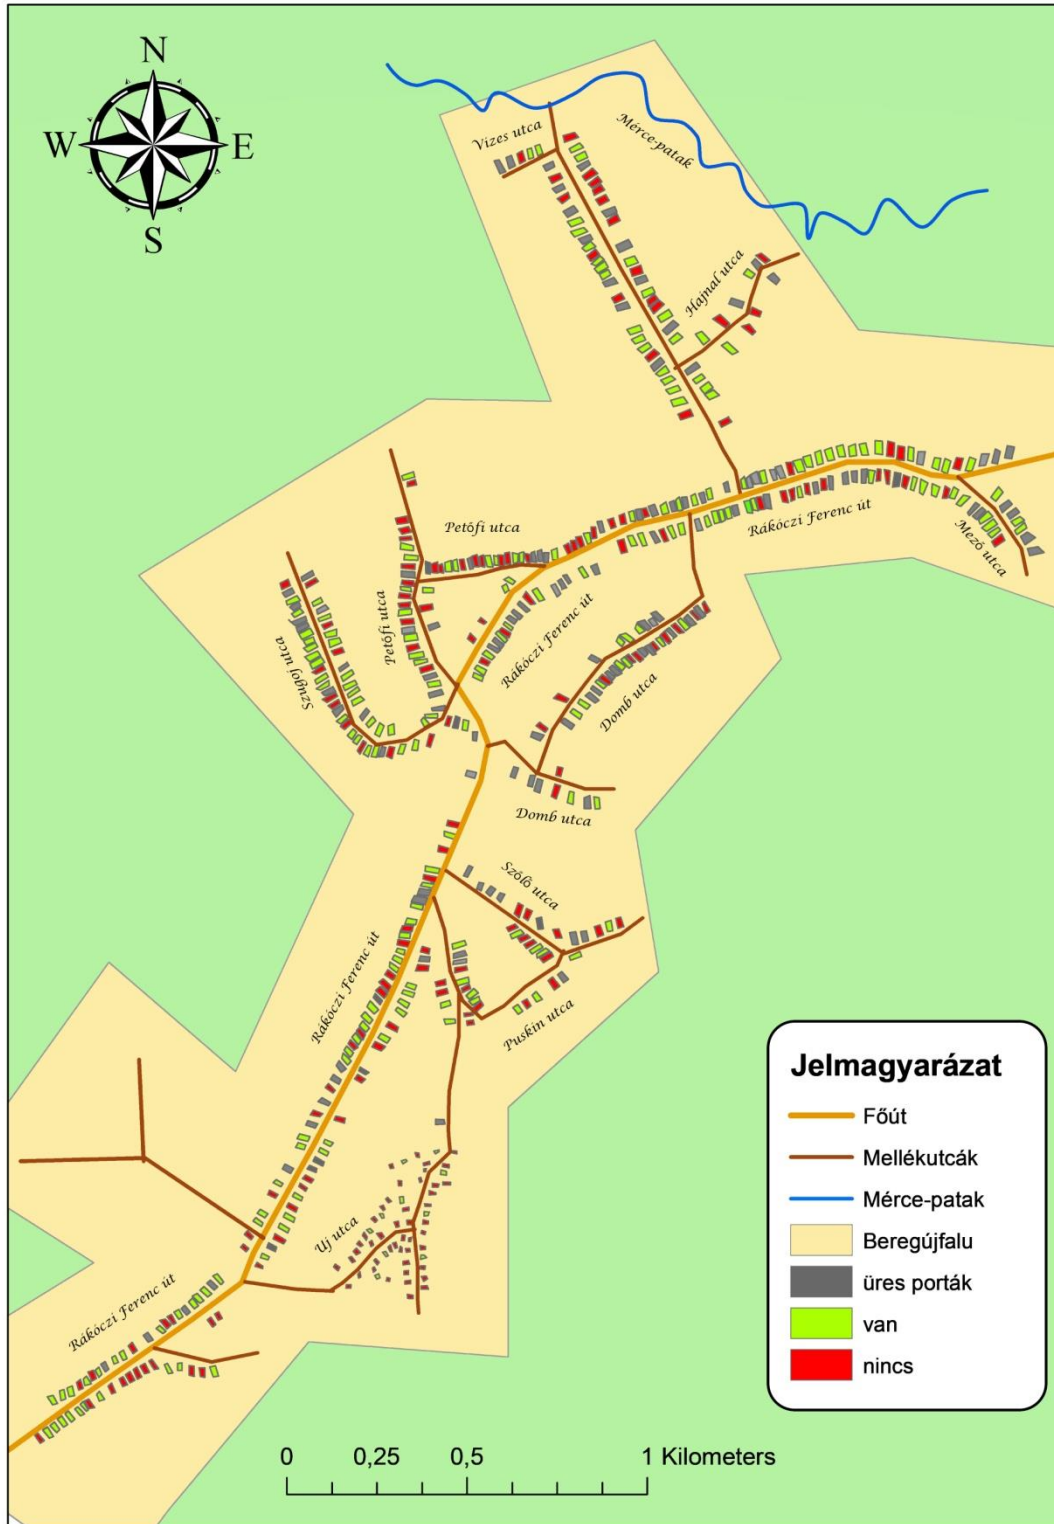 N
W
E
S
Vizes utca
Mérce-patak
Hajnal utca
Petőfi utca
Rákóczi Ferenc út
Mező utca
Petőfi utca
Rákóczi Ferenc út
Szugoj utca
Domb utca
Domb utca
Szőlő utca
Rákóczi Ferenc út
Puskin utca
Uj utca
Rákóczi Ferenc út
Jelmagyarázat
Főút
Mellékutcák
Mérce-patak
Beregújfalu
üres porták
van
nincs
0 0,25 0,5 1 Kilometers